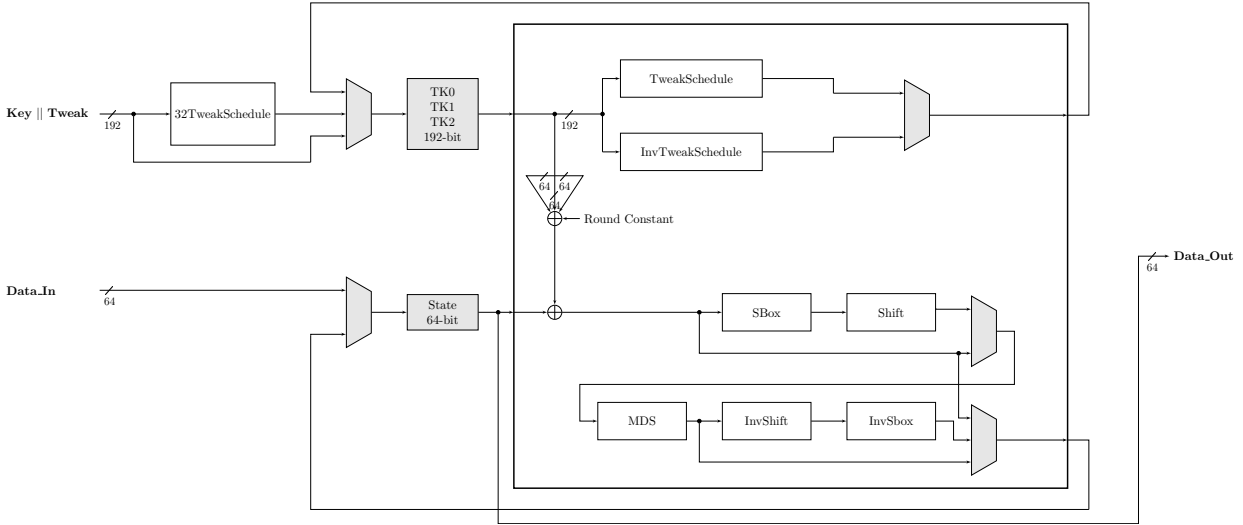 Key || Tweak
192
32TweakSchedule
TK0
TK1
TK2
192-bit
192
TweakSchedule
InvTweakSchedule
64
64
64
Round Constant
Data_In
64
State
64-bit
SBox
Shift
MDS
InvShift
InvSbox
64
Data_Out